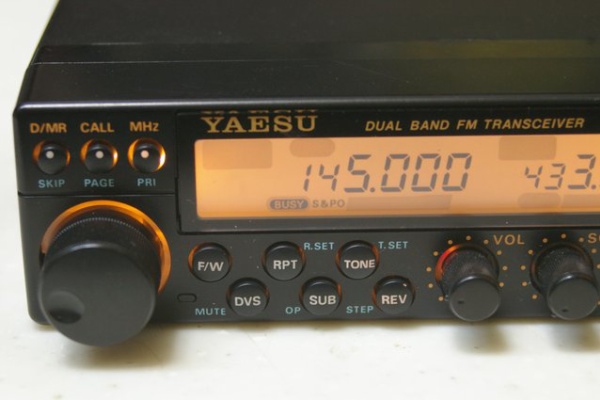 D/MR CALL MHz
YAESU DUAL BAND FM TRANSCEIVER
SKIP PAGE PRI
145.000 433.
BUSY S&PO
R.SET T.SET VOL
F/W RPT TONE
DVS SUB REV
MUTE OP STEP